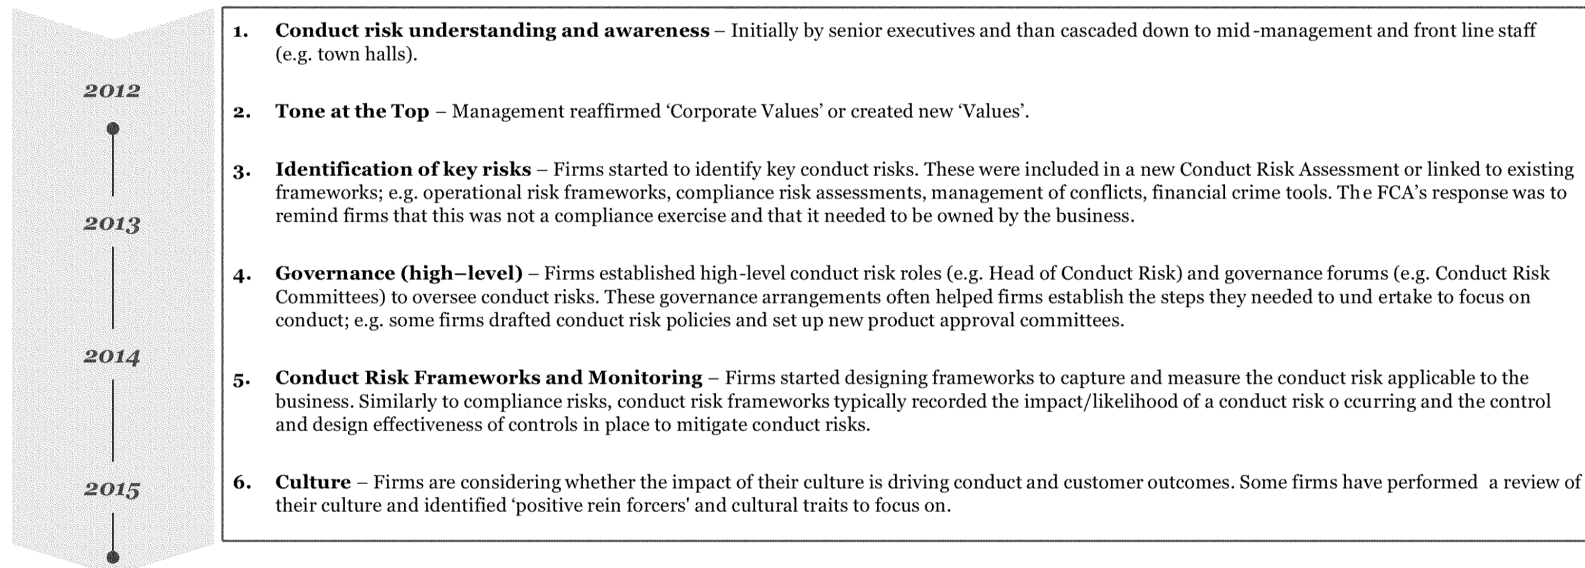 2012
2013
2014
2015
1. Conduct risk understanding and awareness – Initially by senior executives and than cascaded down to mid-management and front line staff
(e.g. town halls).
2. Tone at the Top – Management reaffirmed ‘Corporate Values’ or created new ‘Values’.
3. Identification of key risks – Firms started to identify key conduct risks. These were included in a new Conduct Risk Assessment or linked to existing
frameworks; e.g. operational risk frameworks, compliance risk assessments, management of conflicts, financial crime tools. The FCA’s response was to
remind firms that this was not a compliance exercise and that it needed to be owned by the business.
4. Governance (high–level) – Firms established high-level conduct risk roles (e.g. Head of Conduct Risk) and governance forums (e.g. Conduct Risk
Committees) to oversee conduct risks. These governance arrangements often helped firms establish the steps they needed to und ertake to focus on
conduct; e.g. some firms drafted conduct risk policies and set up new product approval committees.
5. Conduct Risk Frameworks and Monitoring – Firms started designing frameworks to capture and measure the conduct risk applicable to the
business. Similarly to compliance risks, conduct risk frameworks typically recorded the impact/likelihood of a conduct risk o ccurring and the control
and design effectiveness of controls in place to mitigate conduct risks.
6. Culture – Firms are considering whether the impact of their culture is driving conduct and customer outcomes. Some firms have performed a review of
their culture and identified ‘positive rein forcers' and cultural traits to focus on.